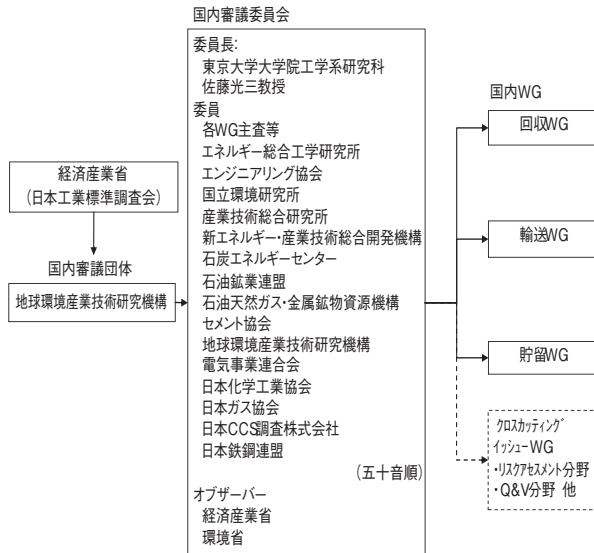 国内審議委員会
経済産業省
(日本工業標準調査会)
国内審議団体
地球環境産業技術研究機構
委員長:
東京大学大学院工学系研究科
佐藤光三教授
委員
各WG主査等
エネルギー総合工学研究所
エンジニアリング協会
国立環境研究所
産業技術総合研究所
新エネルギー・産業技術総合開発機構
石炭エネルギーセンター
石油鉱業連盟
石油天然ガス・金属鉱物資源機構
セメント協会
地球環境産業技術研究機構
電気事業連合会
日本化学工業協会
日本ガス協会
日本CCS調査株式会社
日本鉄鋼連盟
(五十音順)
オブザーバー
経済産業省
環境省
国内WG
回収WG
輸送WG
貯留WG
クロスカッティング
イッシューWG
・リスクアセスメント分野
・Q&V分野 他